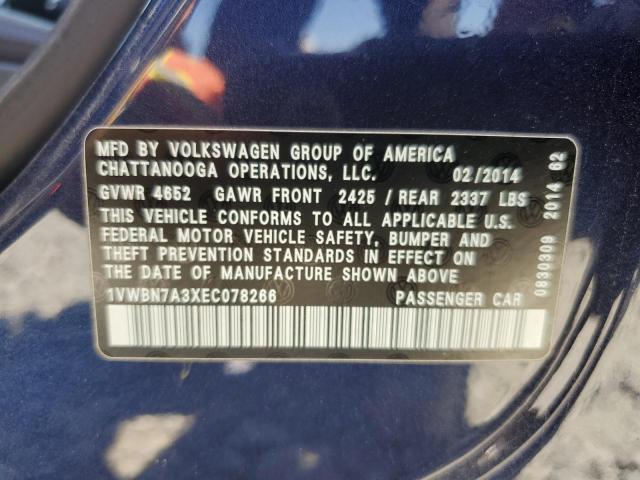 MFD BY VOLKSWAGEN GROUP OF AMERICA
CHATTANOOGA OPERATIONS, LLC. 02/2014
GVWR 4652 GAWR FRONT 2425 / REAR 2337 LBS
THIS VEHICLE CONFORMS TO ALL APPLICABLE U.S.
FEDERAL MOTOR VEHICLE SAFETY, BUMPER AND
THEFT PREVENTION STANDARDS IN EFFECT ON
THE DATE OF MANUFACTURE SHOWN ABOVE
1VWBN7A3XEC078266 PASSENGER CAR
0830309 2014 62